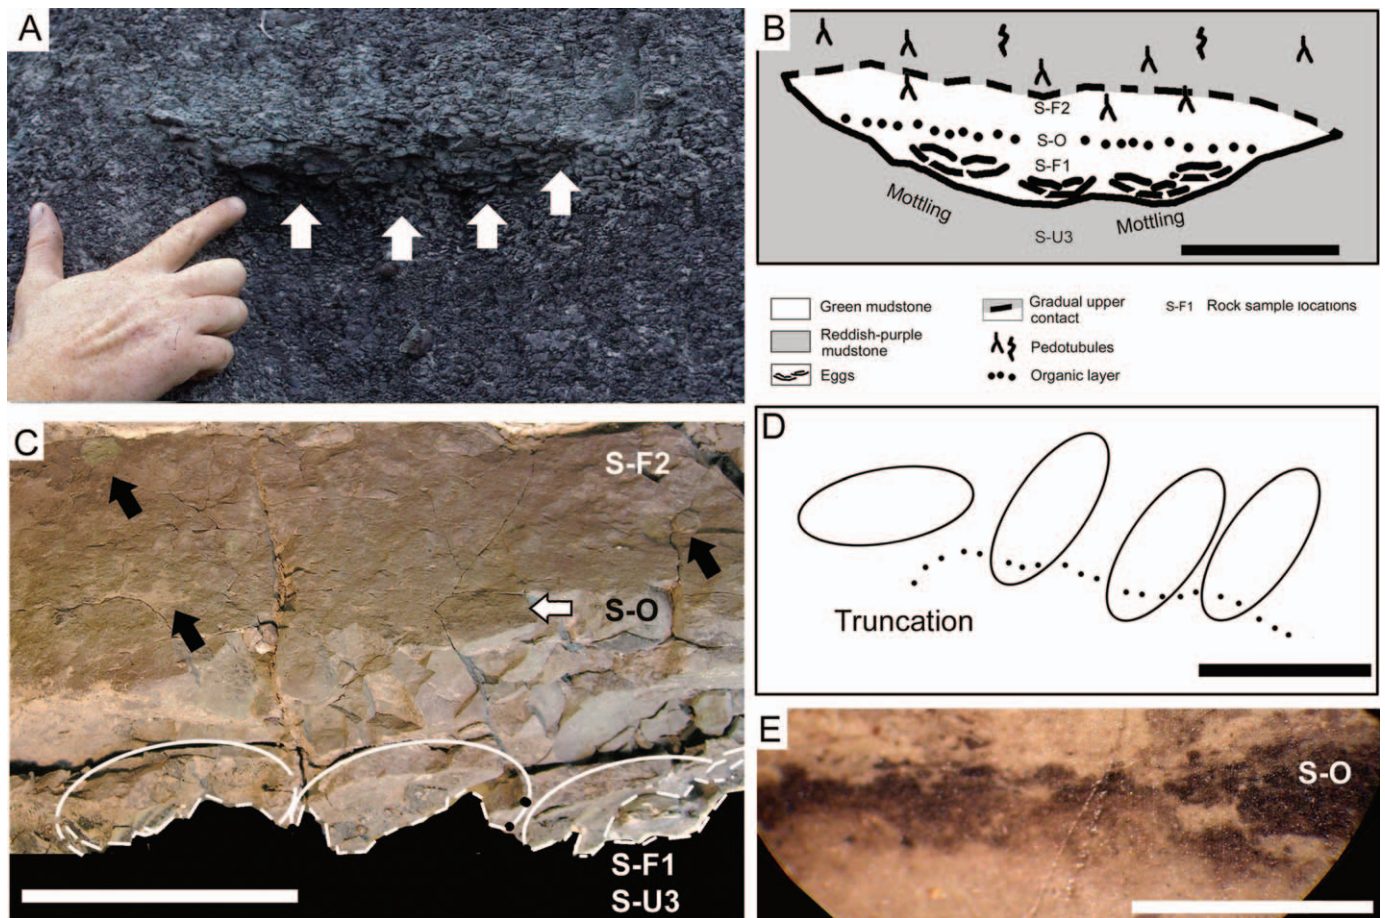 A
B
S-F2
S-O
S-F1
Mottling
Mottling
S-U3
Green mudstone
Reddish-purple
mudstone
Eggs
Gradual upper
contact
Pedotubules
Organic layer
S-F1 Rock sample locations
C
S-F2
S-O
S-F1
S-U3
D
Truncation
E
S-O